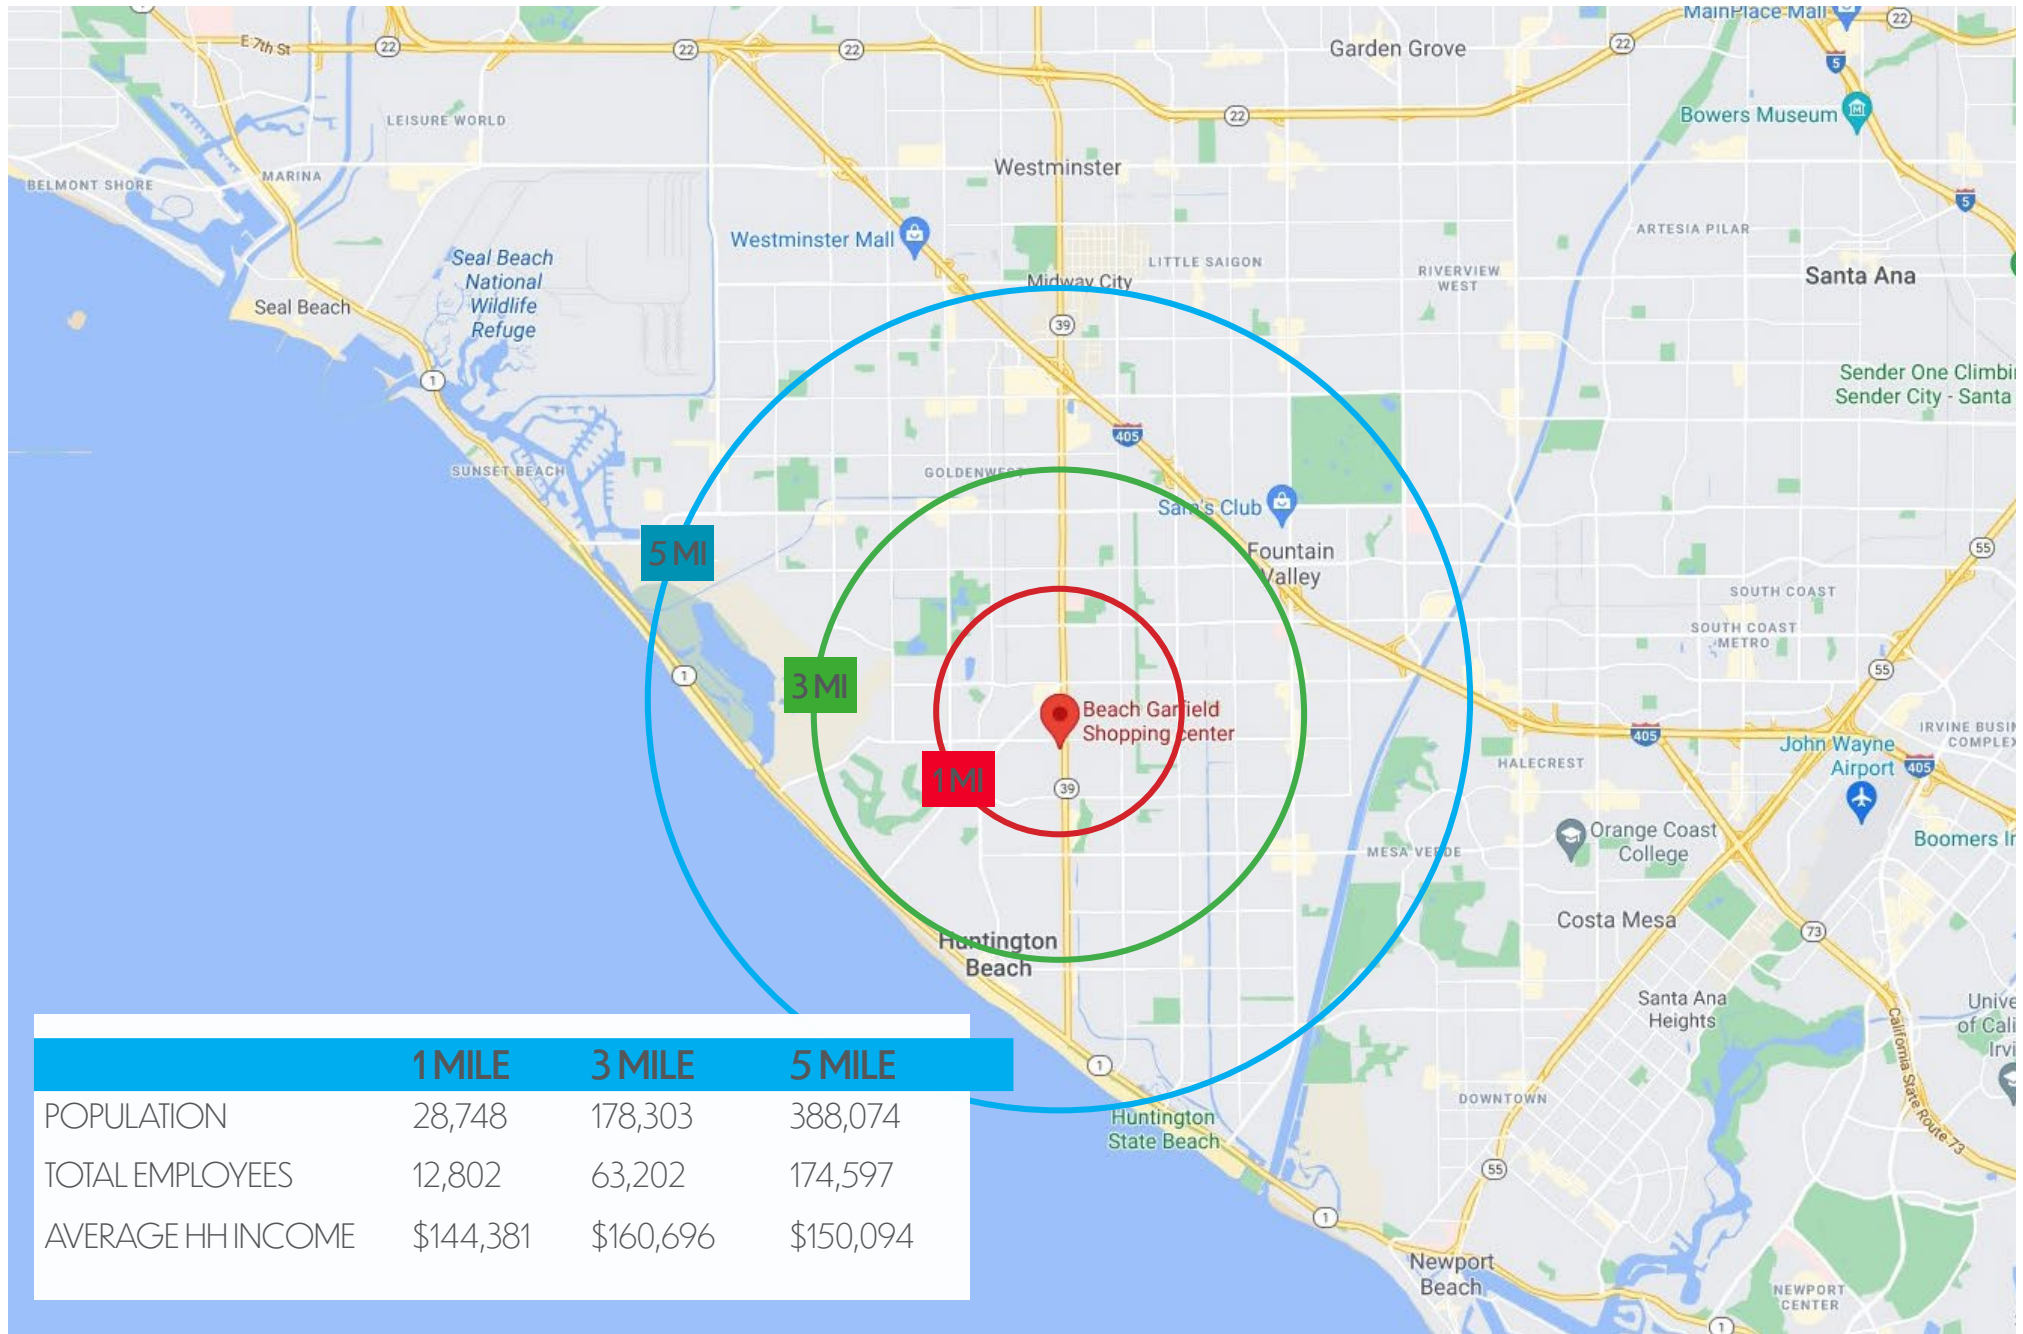 MainPlace Mall
22
E 7th St
22
22
22
Garden Grove
22
5
Bowers Museum
22
LEISURE WORLD
Westminster
BELMONT SHORE
MARINA
5
ARTESIA PILAR
Westminster Mall
Seal Beach
National
Wildlife
Refuge
LITTLE SAIGON
RIVERVIEW
WEST
Santa Ana
Midway City
Seal Beach
39
1
Sender One Climbi
Sender City - Santa
405
SUNSET BEACH
GOLDENWEST
Sam's Club
5 MI
Fountain
Valley
55
SOUTH COAST
SOUTH COAST
METRO
1
3 MI
55
Beach Garfield
Shopping center
IRVINE BUSIN
COMPLEX
405
John Wayne
Airport
405
HALECREST
1 MI
39
Orange Coast
College
Boomers Ir
MESA VERDE
Costa Mesa
73
Huntington
Beach
Santa Ana
Heights
Unive
of Cali
Irvi
California State Route 73
1
DOWNTOWN
Huntington
State Beach
55
1
Newport
Beach
NEWPORT
CENTER
1
1 MILE 3 MILE 5 MILE
POPULATION 28,748 178,303 388,074
TOTAL EMPLOYEES 12,802 63,202 174,597
AVERAGE HH INCOME $144,381 $160,696 $150,094